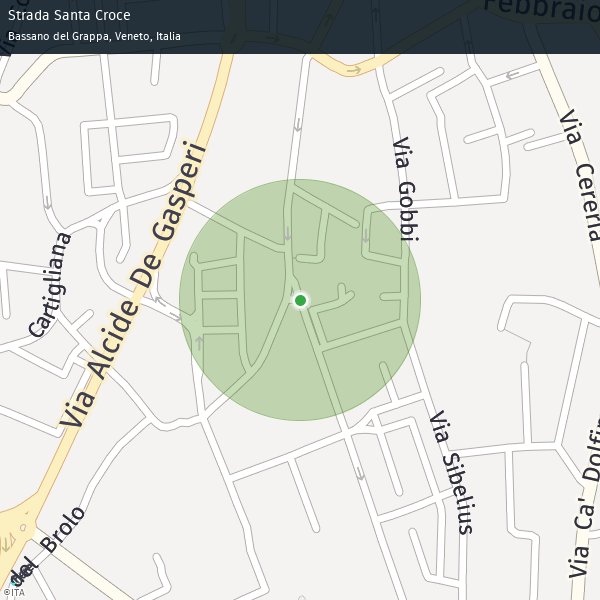 Strada Santa Croce
Bassano del Grappa, Veneto, Italia
Febbraio
Via Cereria
Via Gobbi
Via Alcide De Gasperi
Cartigliana
Via Sibelius
Via Ca' Dolfin
del Brolo
©ITA